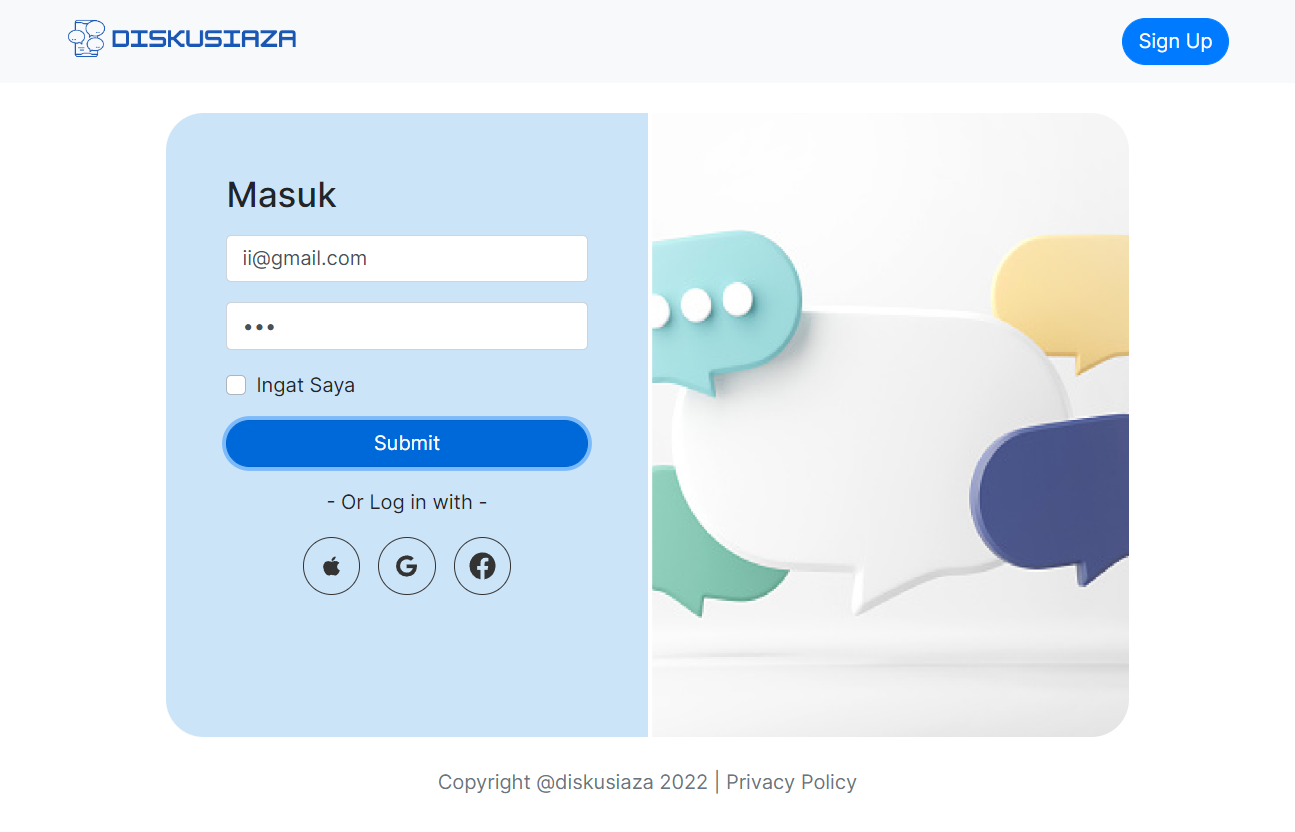 DISKUSIAZA
Sign Up
Masuk
ii@gmail.com
•••
Ingat Saya
Submit
- Or Log in with -
Copyright @diskusiaza 2022 | Privacy Policy